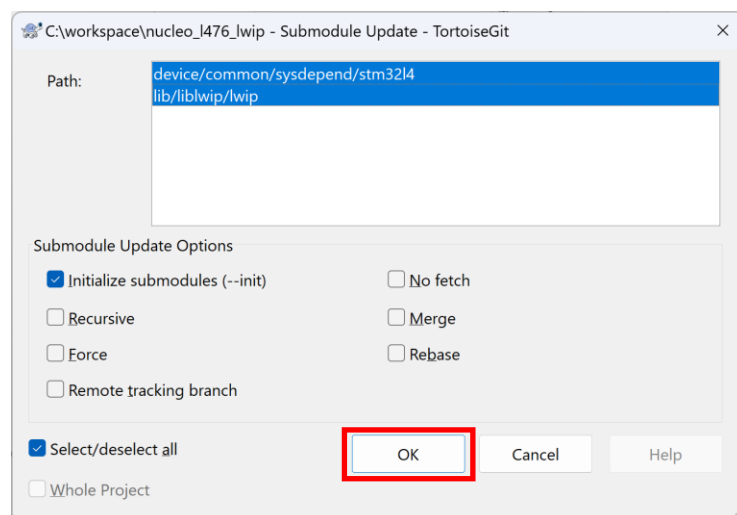 C:\workspace\nucleo_l476_lwip - Submodule Update - TortoiseGit
Path:
device/common/sysdepend/stm32l4
lib/liblwip/lwip
Submodule Update Options
Initialize submodules (--init)
No fetch
Recursive
Merge
Force
Rebase
Remote tracking branch
Select/deselect all
OK
Cancel
Help
Whole Project